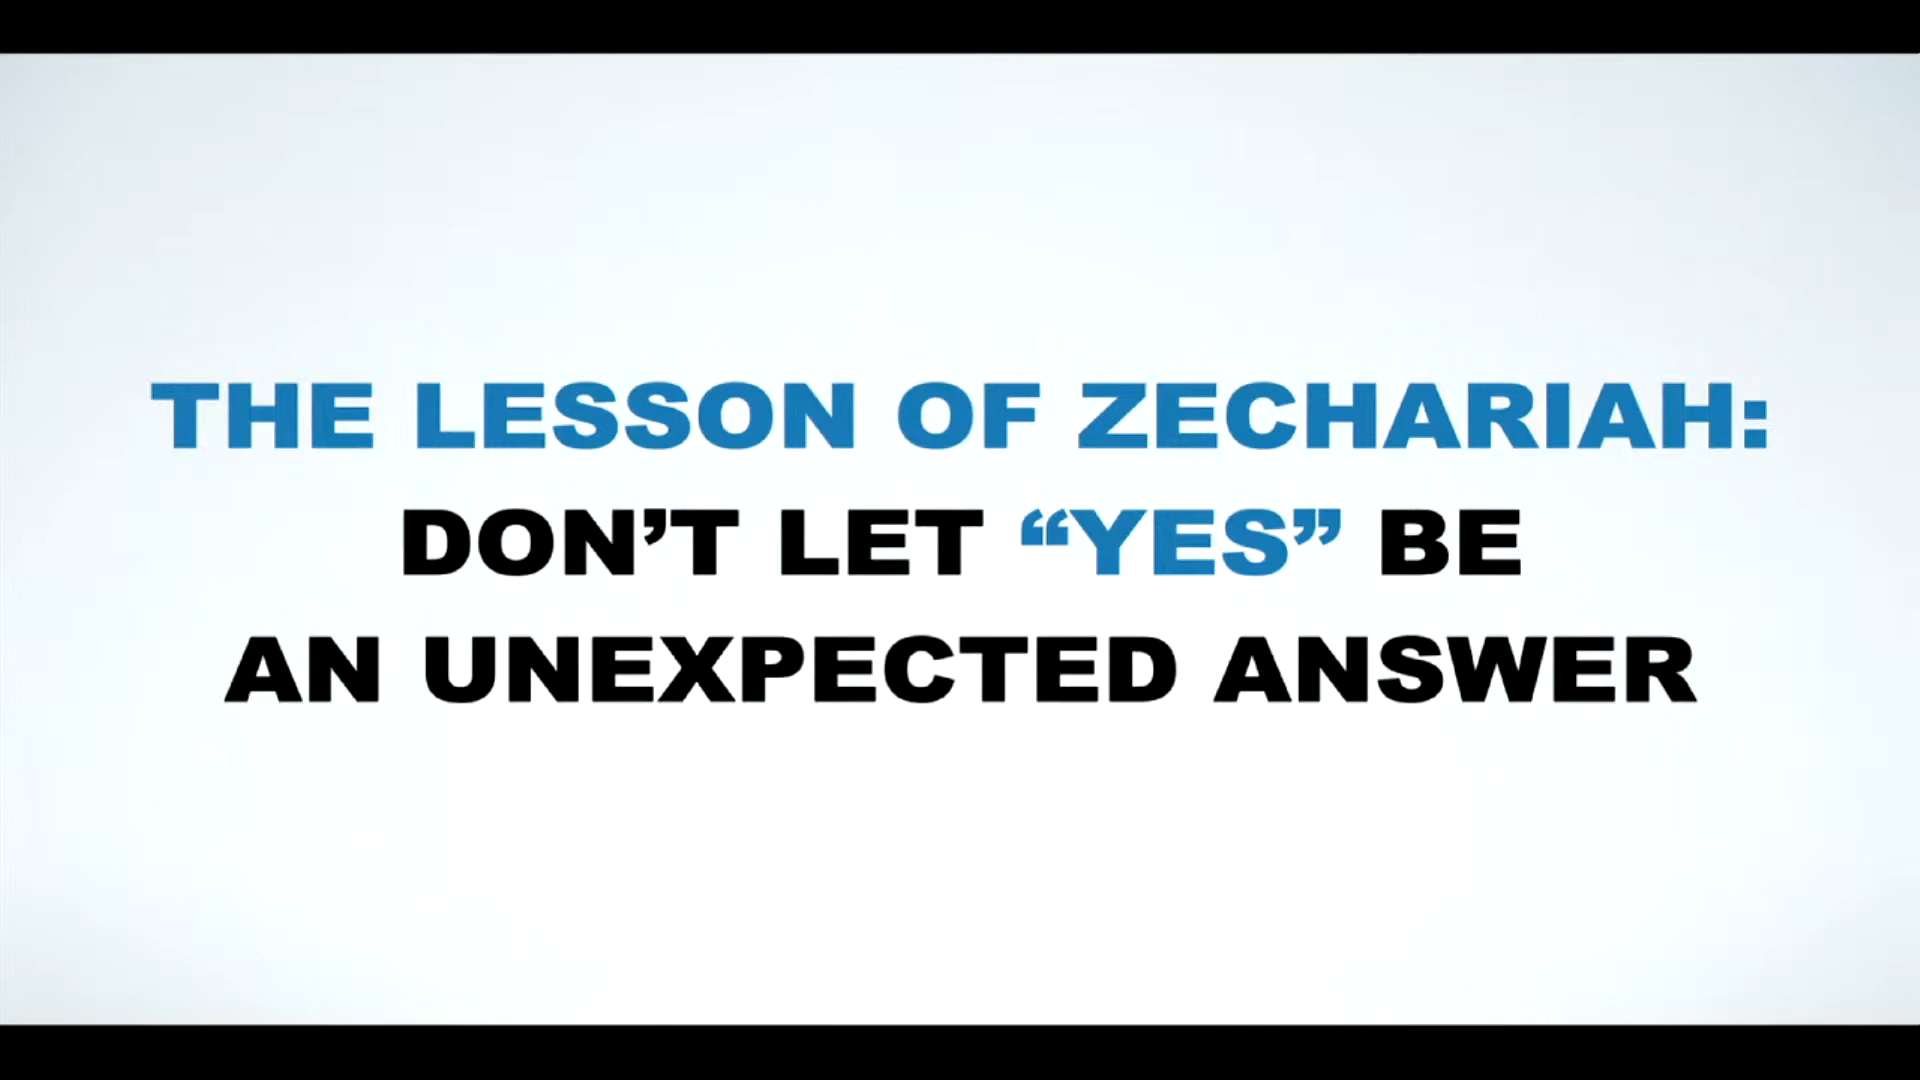 THE LESSON OF ZECHARIAH:
DON’T LET “YES” BE
AN UNEXPECTED ANSWER